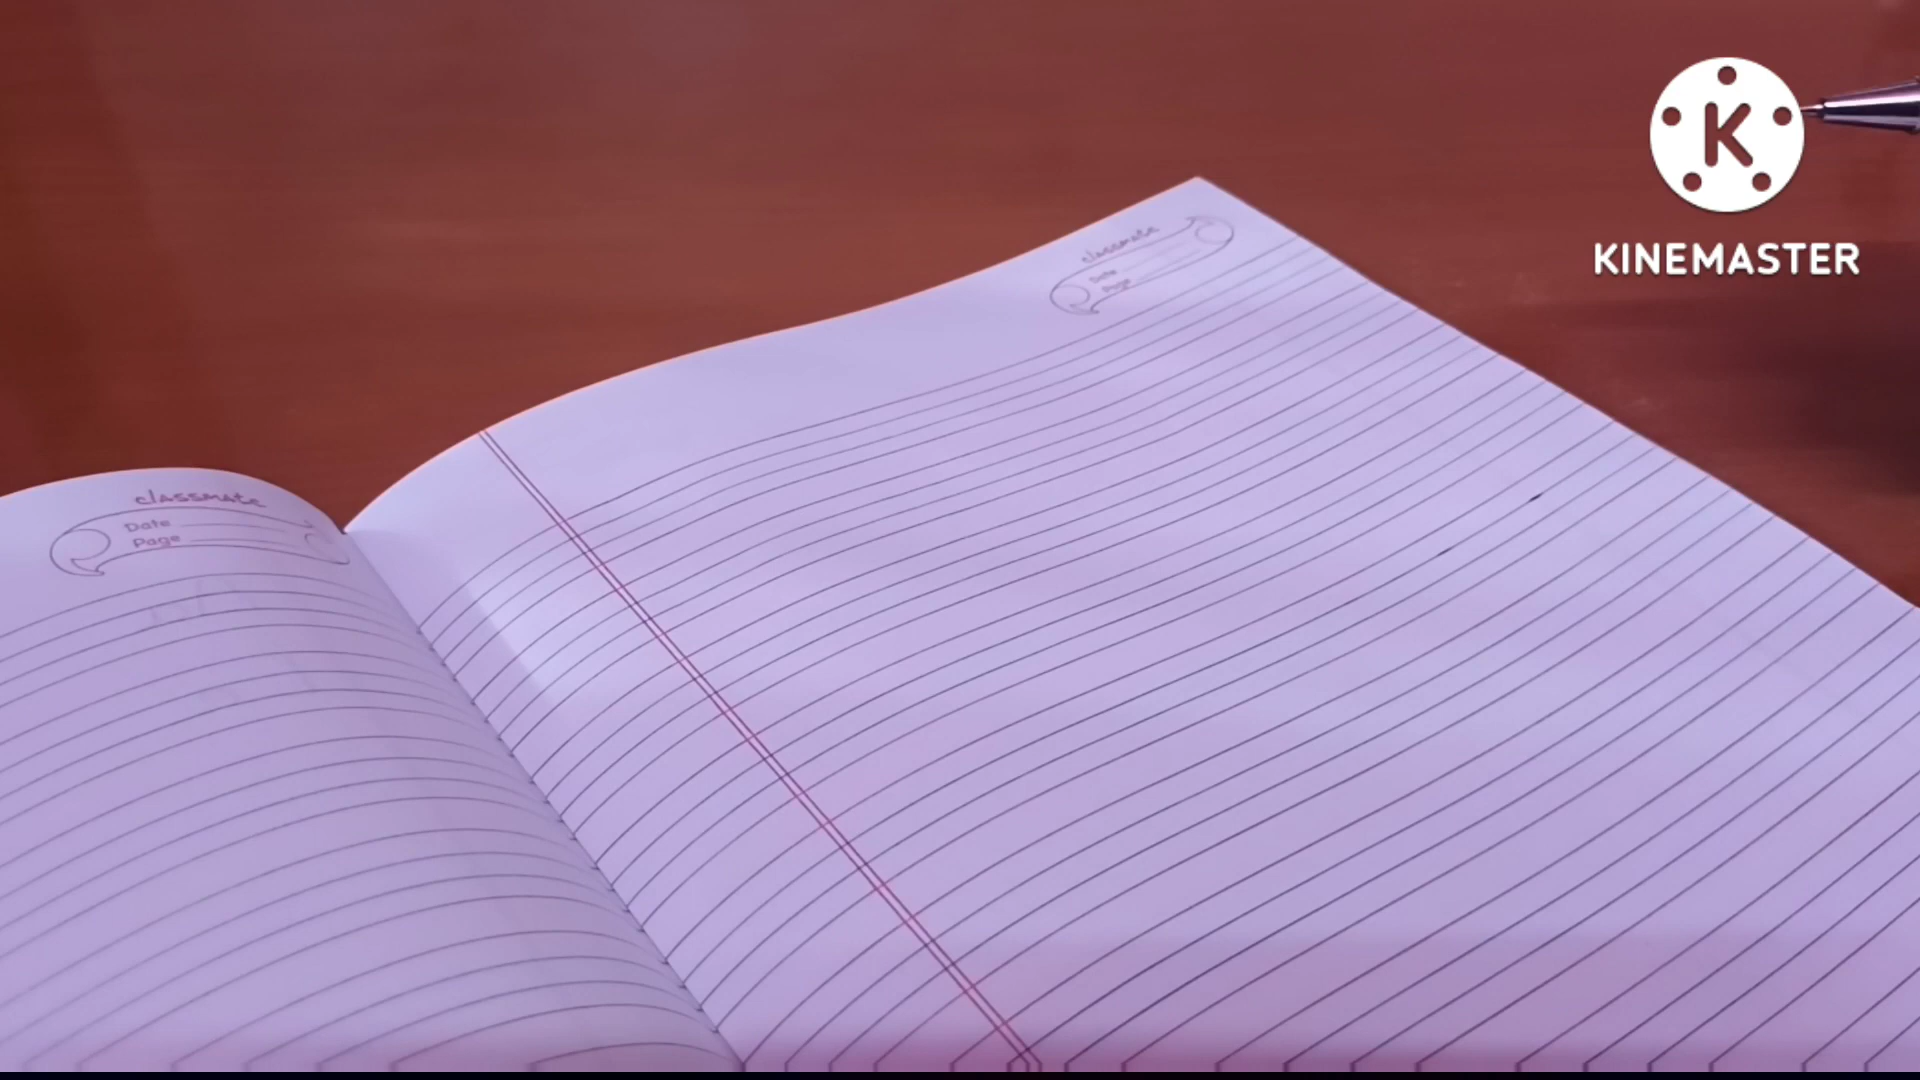 KINEMASTER
classmate
Date
Page
classmate
Date
Page